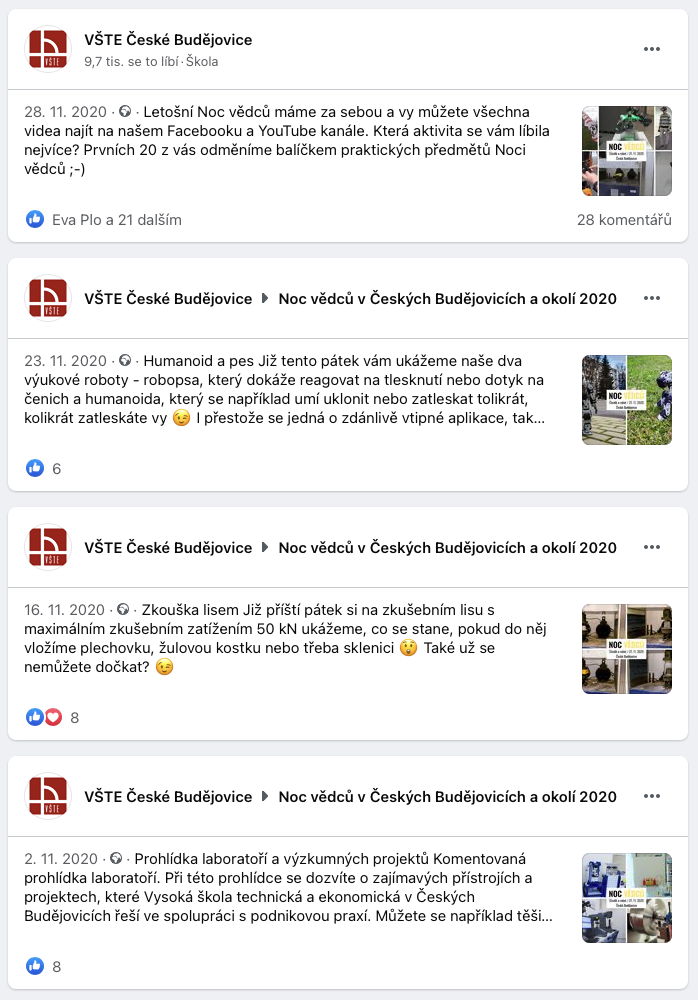 VŠTE České Budějovice
9,7 tis. se to líbí · Škola
28. 11. 2020 · · Letošní Noc vědců máme za sebou a vy můžete všechna
videa najít na našem Facebooku a YouTube kanále. Která aktivita se vám líbila
nejvíce? Prvních 20 z vás odměníme balíčkem praktických předmětů Noci
vědců ;-)
NOC VĚDCŮ
Eva Plo a 21 dalším
28 komentářů
VŠTE České Budějovice Noc vědců v Českých Budějovicích a okolí 2020
23. 11. 2020 · · Humanoid a pes Již tento pátek vám ukážeme naše dva
výukové roboty - robopsa, který dokáže reagovat na tlesknutí nebo dotyk na
čenich a humanoida, který se například umí uklonit nebo zatleskat tolikrát,
kolikrát zatleskáte vy 😉 I přestože se jedná o zdánlivě vtipné aplikace, tak...
NOC VĚDCŮ
6
VŠTE České Budějovice Noc vědců v Českých Budějovicích a okolí 2020
16. 11. 2020 · · Zkouška lisem Již příští pátek si na zkušebním lisu s
maximálním zkušebním zatížením 50 kN ukážeme, co se stane, pokud do něj
vložíme plechovku, žulovou kostku nebo třeba sklenici 😲 Také už se
nemůžete dočkat? 😉
NOC VĚDCŮ
8
VŠTE České Budějovice Noc vědců v Českých Budějovicích a okolí 2020
2. 11. 2020 · · Prohlídka laboratoří a výzkumných projektů Komentovaná
prohlídka laboratoří. Při této prohlídce se dozvíte o zajímavých přístrojích a
projektech, které Vysoká škola technická a ekonomická v Českých
Budějovicích řeší ve spolupráci s podnikovou praxí. Můžete se například těši...
NOC VĚDCŮ
8